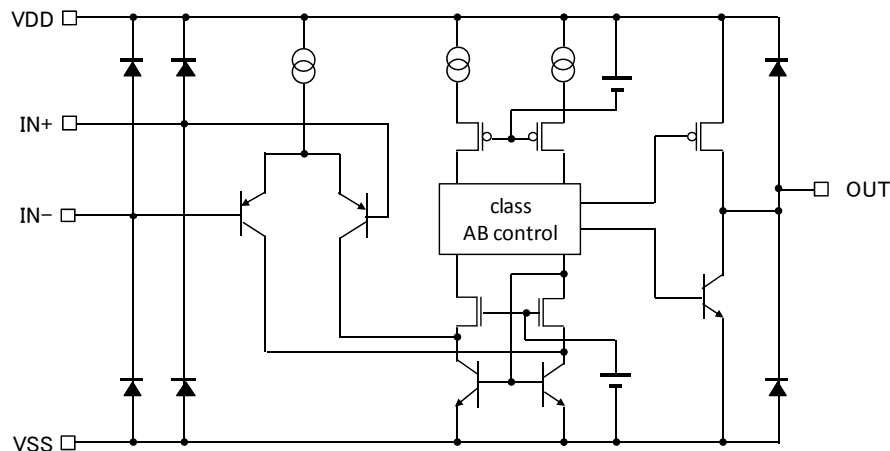 VDD
IN+
IN−
class
AB control
OUT
VSS